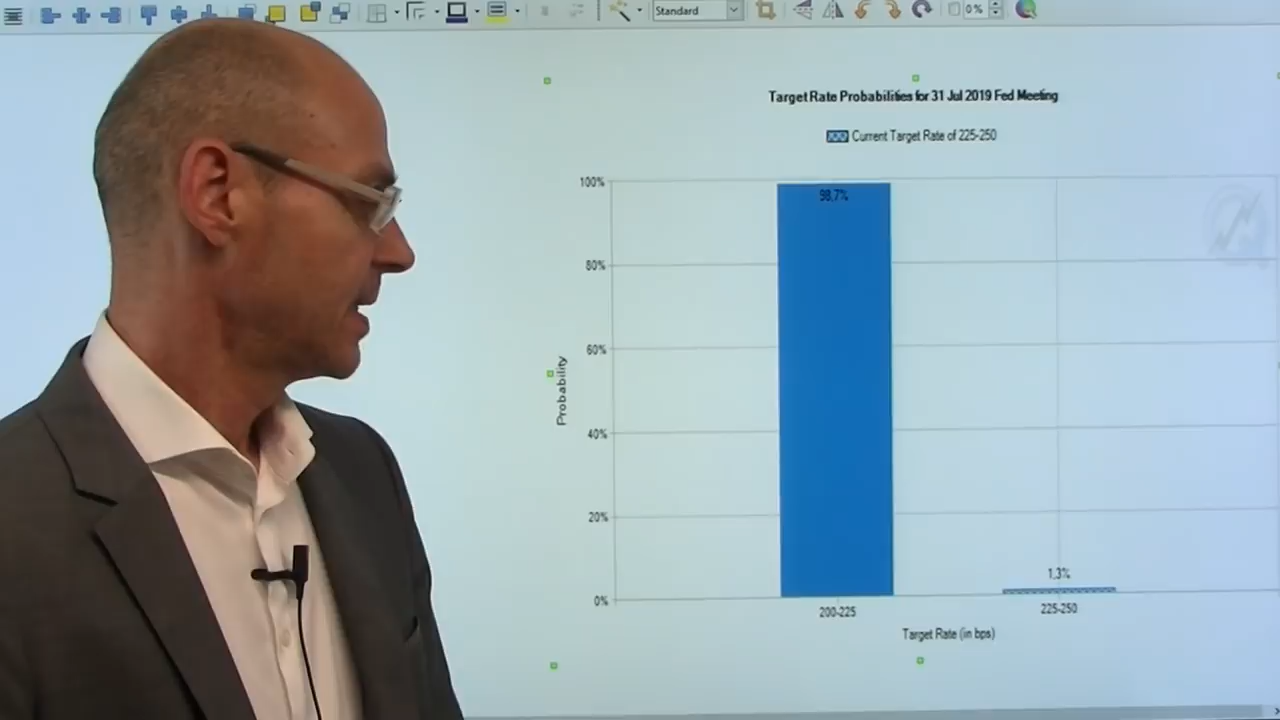 Standard
0 %
Target Rate Probabilities for 31 Jul 2019 Fed Meeting
Current Target Rate of 225-250
100%
98,7%
80%
60%
Probability
40%
20%
1,3%
0%
200-225
225-250
Target Rate (in bps)